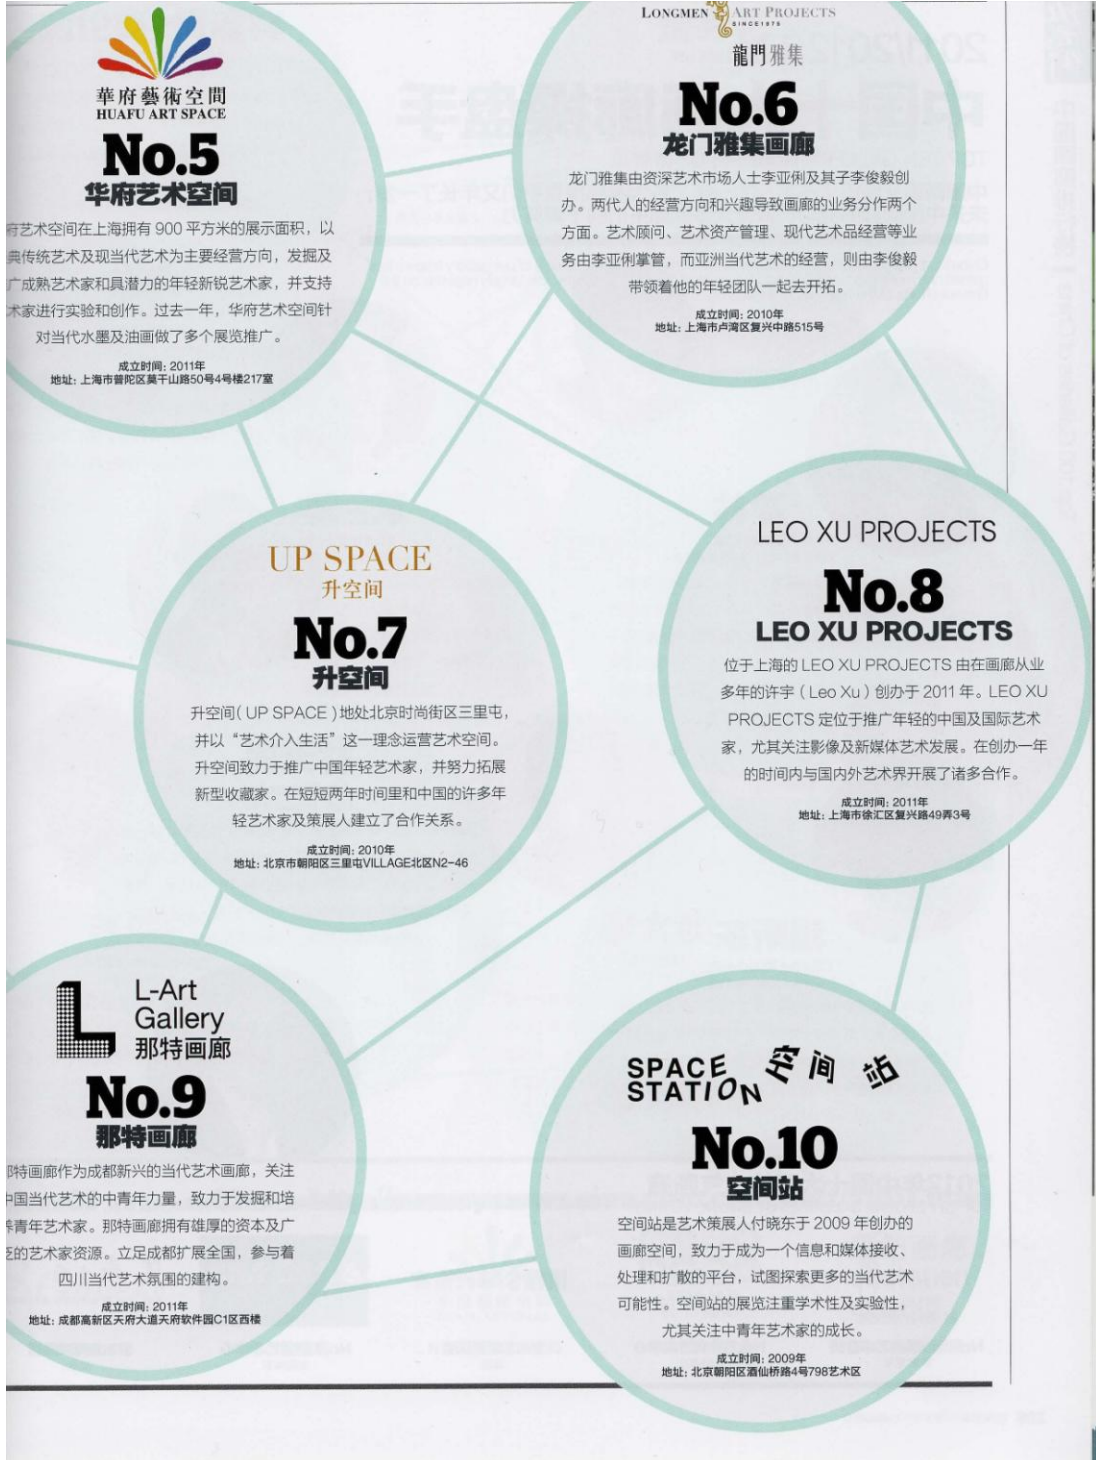 華府藝術空間
HUAFU ART SPACE
No.5
华府艺术空间
府艺术空间在上海拥有 900 平方米的展示面积，以
典传统艺术及现当代艺术为主要经营方向，发掘及
广成熟艺术家和具潜力的年轻新锐艺术家，并支持
术家进行实验和创作。过去一年，华府艺术空间针
对当代水墨及油画做了多个展览推广。
成立时间：2011年
地址：上海市普陀区莫干山路50号4号楼217室
LONGMEN ART PROJECTS
SINCE1979
龍門雅集
No.6
龙门雅集画廊
龙门雅集由资深艺术市场人士李亚俐及其子李俊毅创
办。两代人的经营方向和兴趣导致画廊的业务分作两个
方面。艺术顾问、艺术资产管理、现代艺术品经营等业
务由李亚俐掌管，而亚洲当代艺术的经营，则由李俊毅
带领着他的年轻团队一起去开拓。
成立时间：2010年
地址：上海市卢湾区复兴中路515号
UP SPACE
升空间
No.7
升空间
升空间（UP SPACE）地处北京时尚街区三里屯，
并以“艺术介入生活”这一理念运营艺术空间。
升空间致力于推广中国年轻艺术家，并努力拓展
新型收藏家。在短短两年时间里和中国的许多年
轻艺术家及策展人建立了合作关系。
成立时间：2010年
地址：北京市朝阳区三里屯VILLAGE北区N2-46
LEO XU PROJECTS
No.8
LEO XU PROJECTS
位于上海的 LEO XU PROJECTS 由在画廊从业
多年的许宇（Leo Xu）创办于 2011 年。LEO XU
PROJECTS 定位于推广年轻的中国及国际艺术
家，尤其关注影像及新媒体艺术发展。在创办一年
的时间内与国内外艺术界开展了诸多合作。
成立时间：2011年
地址：上海市徐汇区复兴路49弄3号
L-Art
Gallery
那特画廊
No.9
那特画廊
那特画廊作为成都新兴的当代艺术画廊，关注
中国当代艺术的中青年力量，致力于发掘和培
养青年艺术家。那特画廊拥有雄厚的资本及广
泛的艺术家资源。立足成都扩展全国，参与着
四川当代艺术氛围的建构。
成立时间：2011年
地址：成都高新区天府大道天府软件园C1区西楼
SPACE 空间站
STATION
No.10
空间站
空间站是艺术策展人付晓东于 2009 年创办的
画廊空间，致力于成为一个信息和媒体接收、
处理和扩散的平台，试图探索更多的当代艺术
可能性。空间站的展览注重学术性及实验性，
尤其关注中青年艺术家的成长。
成立时间：2009年
地址：北京朝阳区酒仙桥路4号798艺术区